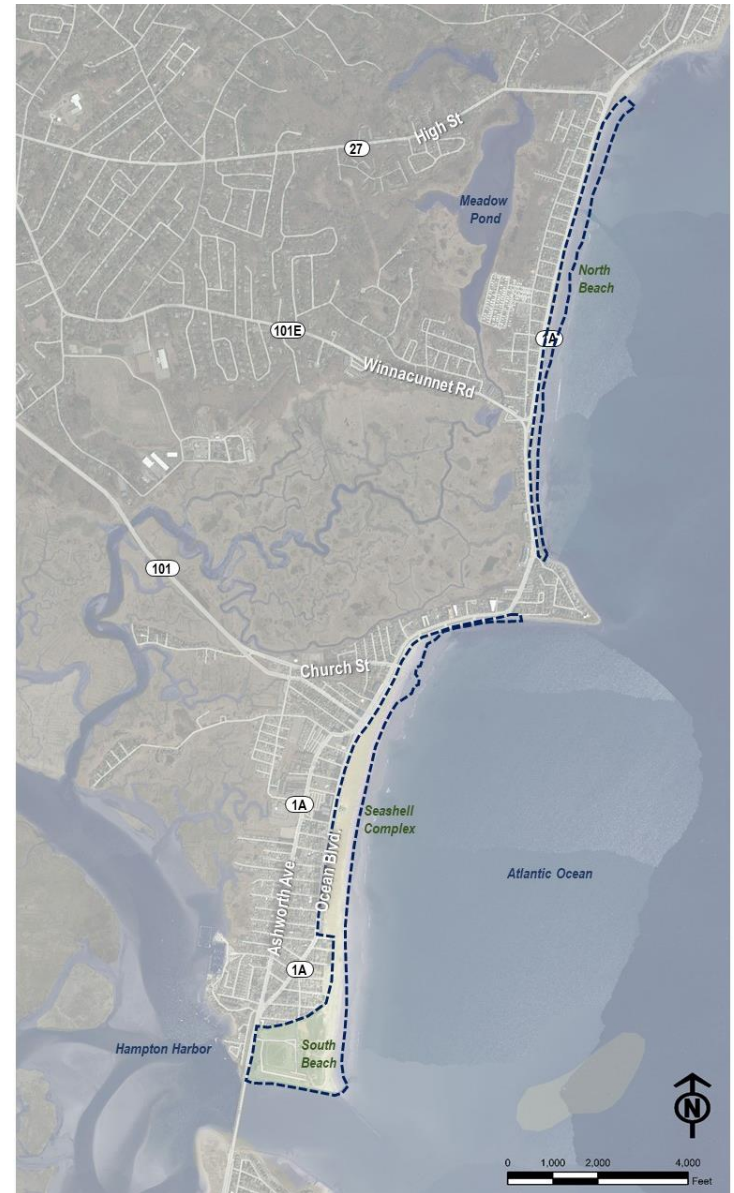 High St
27
Meadow
Pond
North
Beach
101E
1A
Winnacunnet Rd
101
Church St
1A
Seashell
Complex
Ocean Blvd.
Atlantic Ocean
Ashworth Ave
1A
Hampton Harbor
South
Beach
N
0 1,000 2,000 4,000
Feet